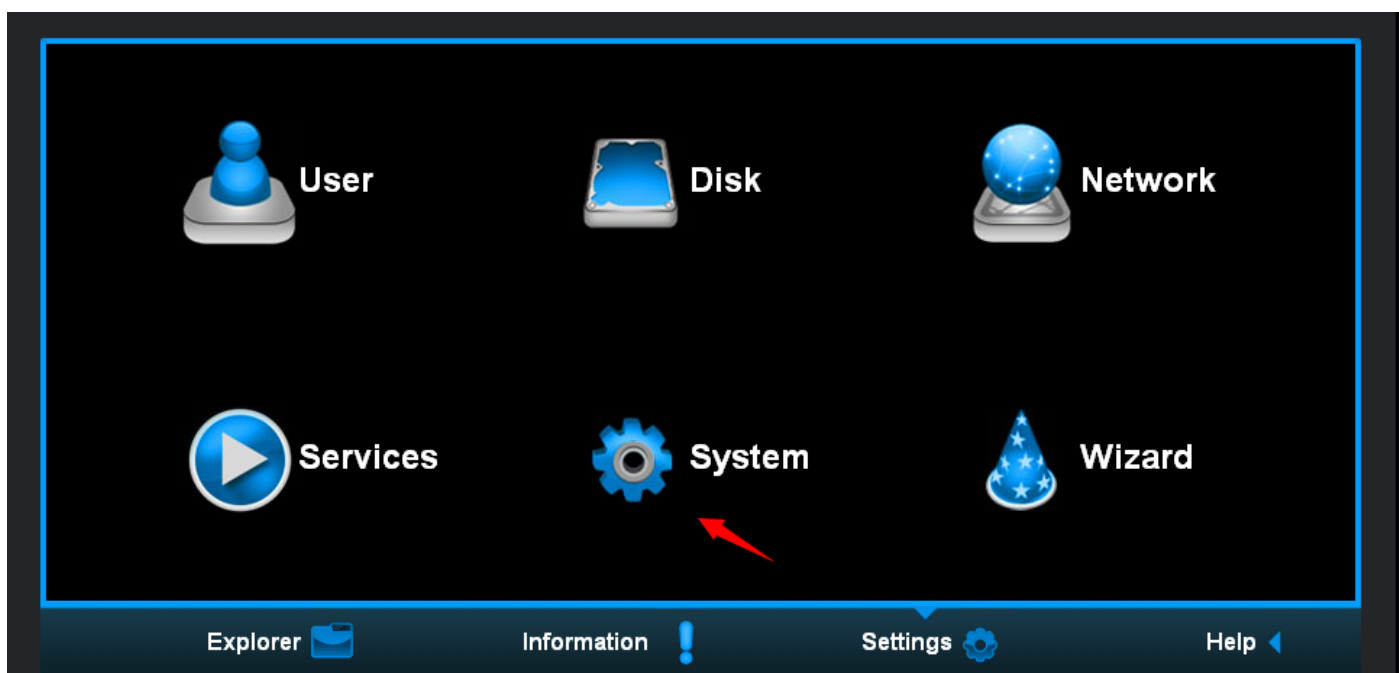 User
Disk
Network
Services
System
Wizard
Explorer
Information
Settings
Help